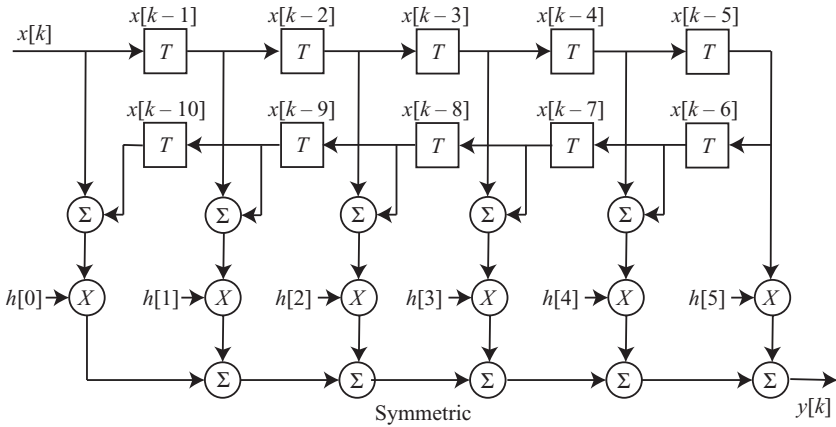 x[k]
x[k – 1]
x[k – 2]
x[k – 3]
x[k – 4]
x[k – 5]
T
T
T
T
T
x[k – 10]
x[k – 9]
x[k – 8]
x[k – 7]
x[k – 6]
T
T
T
T
T
Σ
Σ
Σ
Σ
Σ
h[0]
X
h[1]
X
h[2]
X
h[3]
X
h[4]
X
h[5]
X
Σ
Σ
Σ
Σ
Σ
y[k]
Symmetric